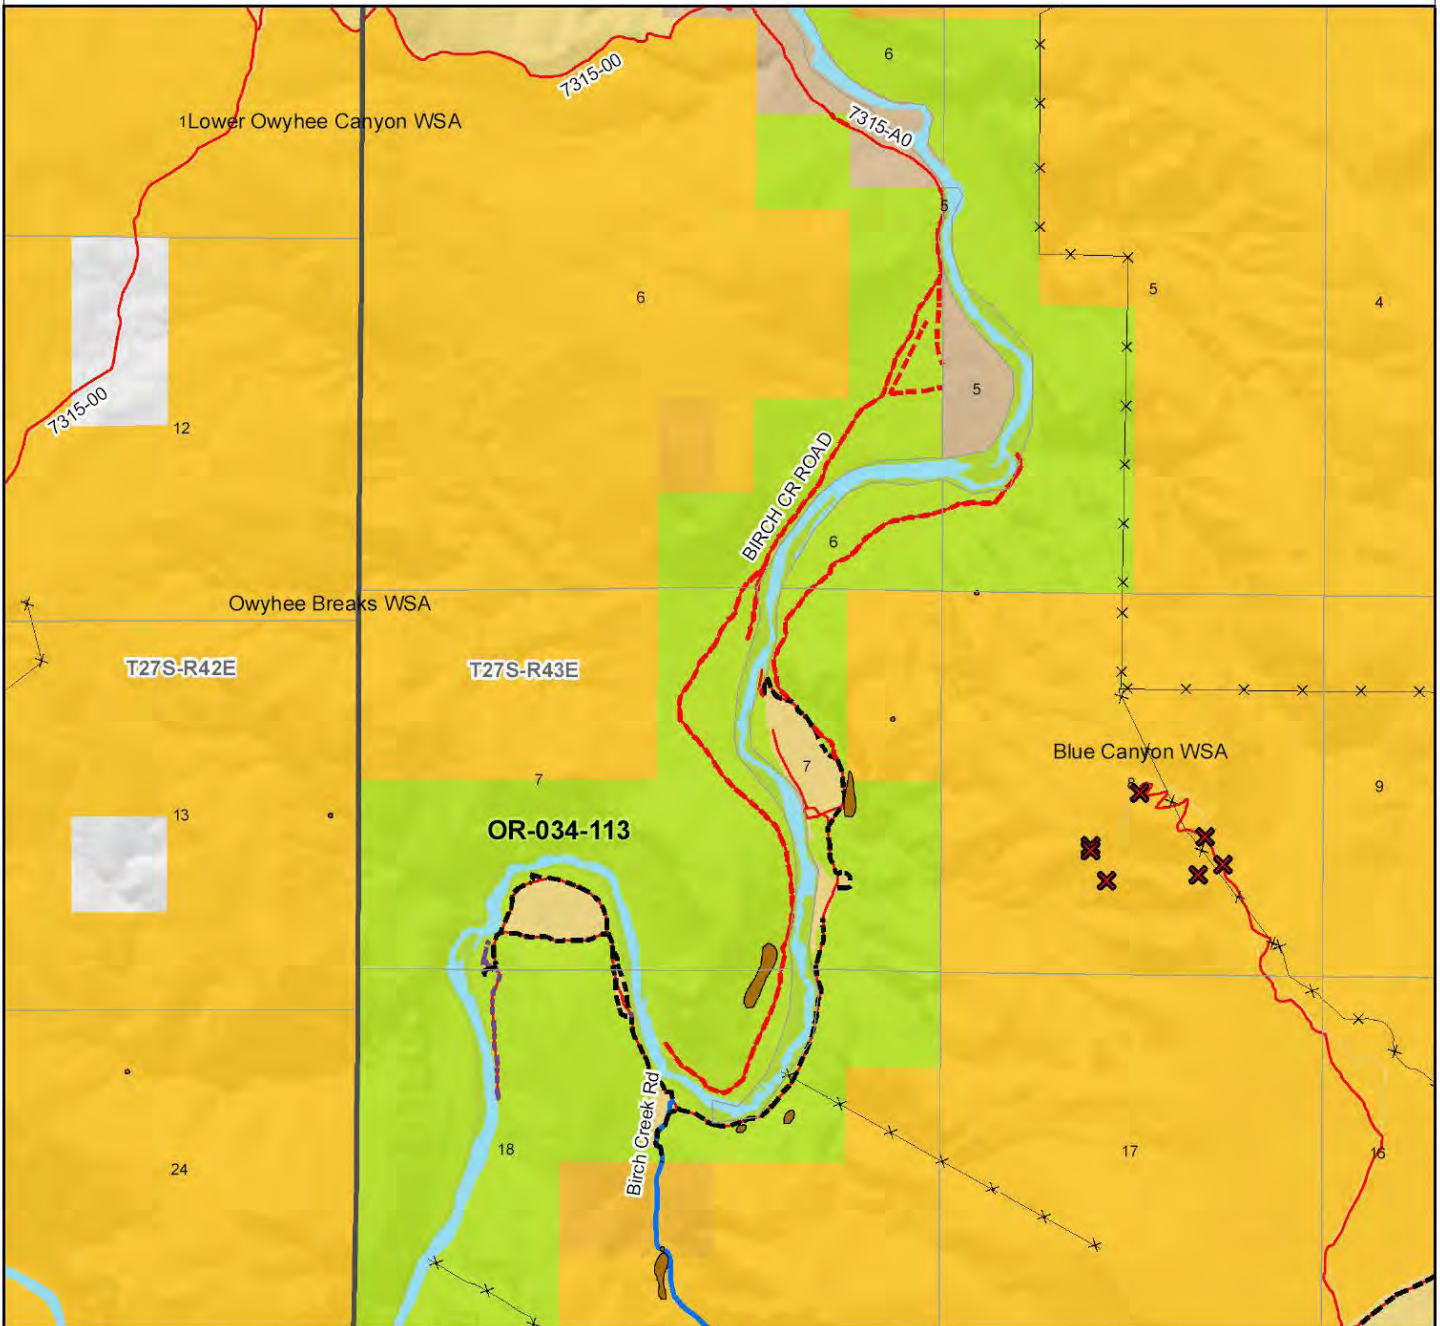 6
7315-00
1Lower Owyhee Canyon WSA
7315-A0
5
6
5
4
7315-00
12
5
BIRCH CR ROAD
6
Owyhee Breaks WSA
T27S-R42E
T27S-R43E
Blue Canyon WSA
7
7
8
9
13
OR-034-113
Birch Creek Rd
18
17
16
24